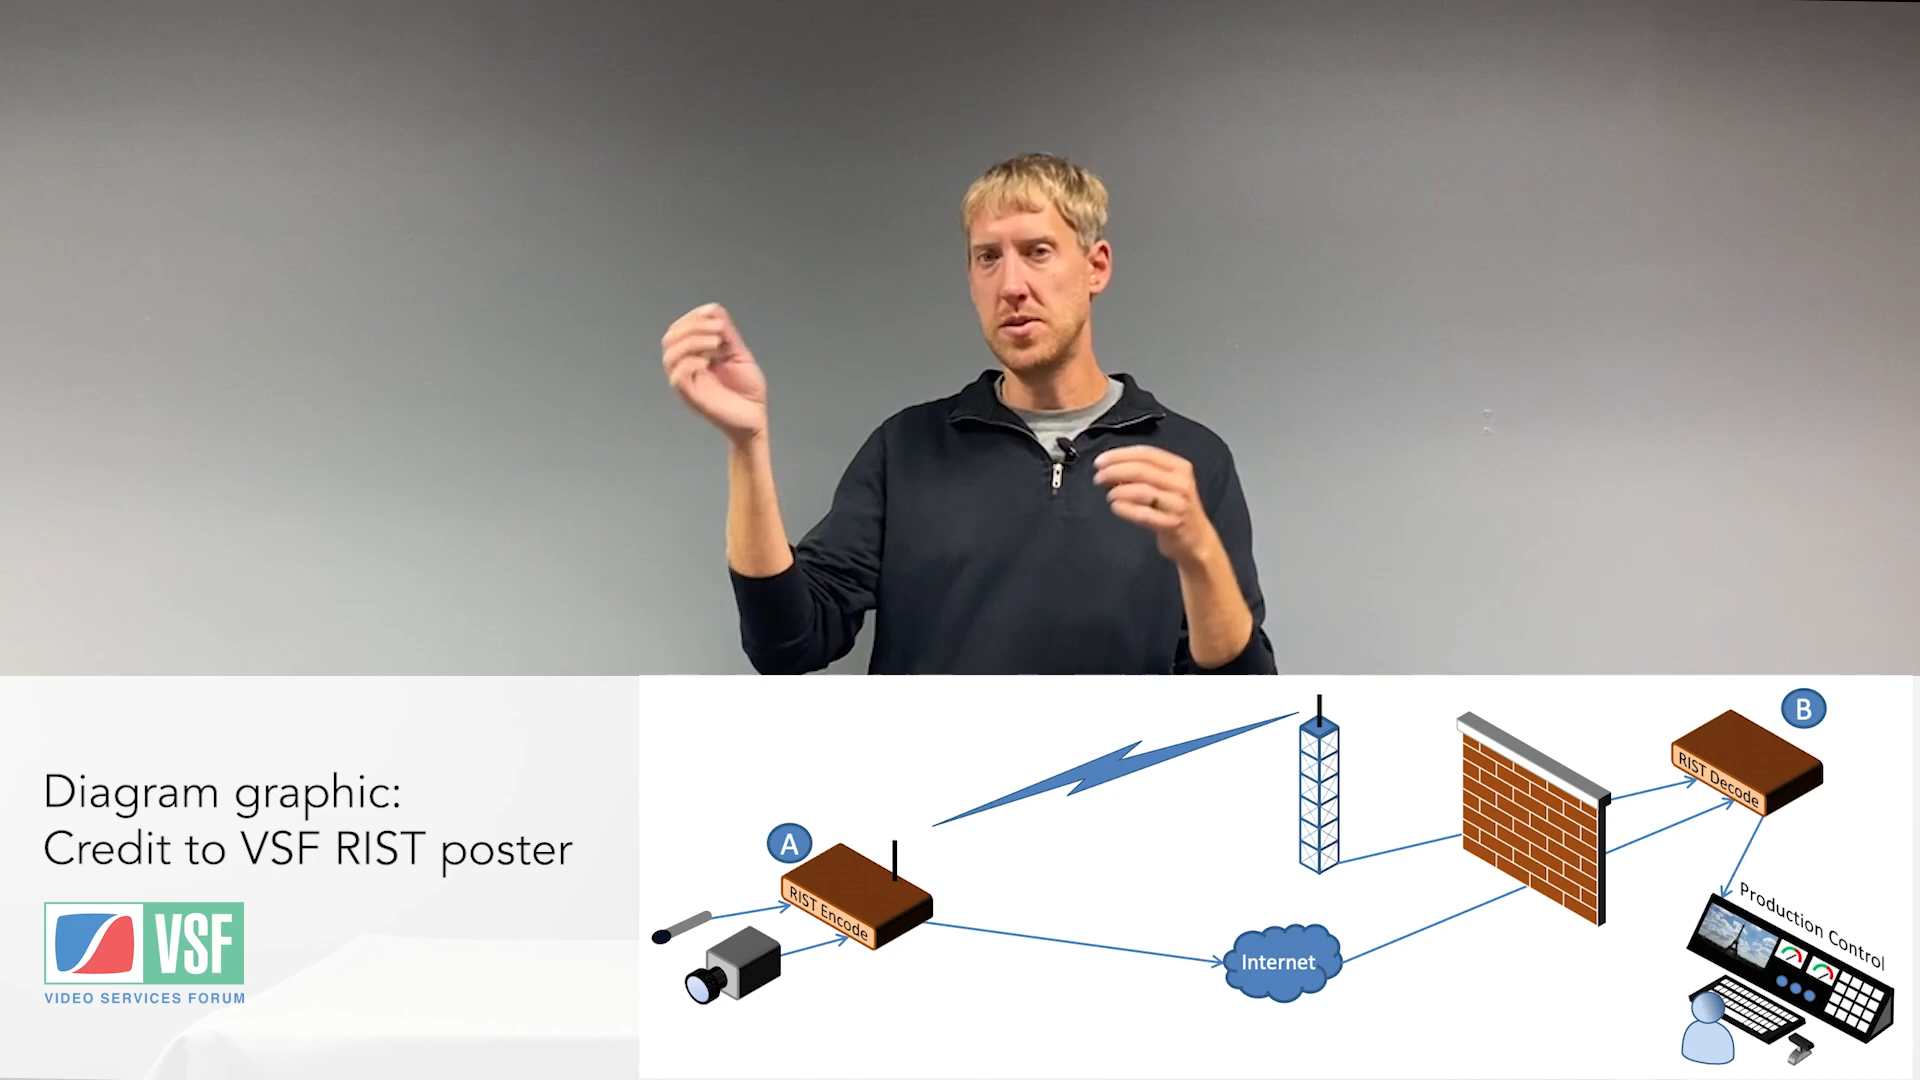 Diagram graphic:
Credit to VSF RIST poster
VSF
VIDEO SERVICES FORUM
A
RIST Encode
Internet
B
RIST Decode
Production Control